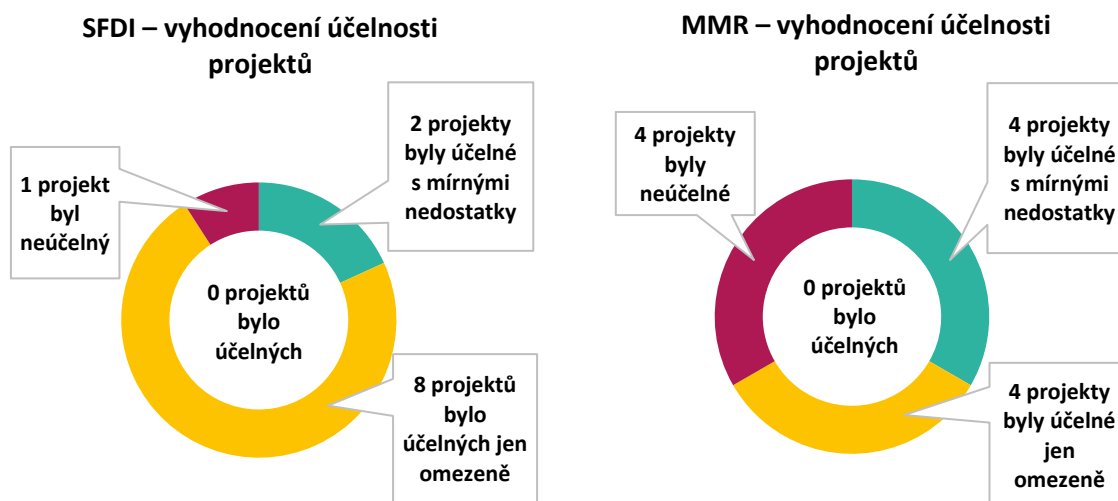 SFDI – vyhodnocení účelnosti
projektů
1 projekt
byl
neúčelný
2 projekty
byly účelné
s mírnými
nedostatky
0 projektů
bylo
účelných
8 projektů
bylo
účelných jen
omezeně
MMR – vyhodnocení účelnosti
projektů
4 projekty
byly
neúčelné
4 projekty
byly účelné
s mírnými
nedostatky
0 projektů
bylo
účelných
4 projekty
byly účelné
jen
omezeně